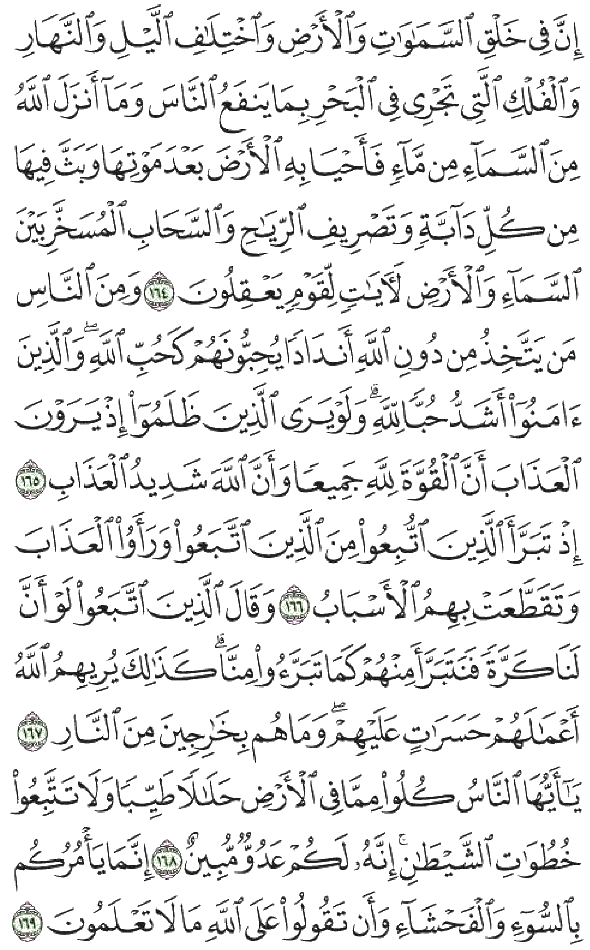 إِنَّ فِي خَلْقِ ٱلسَّمَٰوَٰتِ وَٱلْأَرْضِ وَٱخْتِلَٰفِ ٱلَّيْلِ وَٱلنَّهَارِ
وَٱلْفُلْكِ ٱلَّتِي تَجْرِي فِي ٱلْبَحْرِ بِمَا يَنفَعُ ٱلنَّاسَ وَمَآ أَنزَلَ ٱللَّهُ
مِنَ ٱلسَّمَآءِ مِن مَّآءٍ فَأَحْيَا بِهِ ٱلْأَرْضَ بَعْدَ مَوْتِهَا وَبَثَّ فِيهَا
مِن كُلِّ دَآبَّةٍ وَتَصْرِيفِ ٱلرِّيَٰحِ وَٱلسَّحَابِ ٱلْمُسَخَّرِ بَيْنَ
ٱلسَّمَآءِ وَٱلْأَرْضِ لَأٓيَٰتٍ لِّقَوْمٍ يَعْقِلُونَ ١٦٤ وَمِنَ ٱلنَّاسِ
مَن يَتَّخِذُ مِن دُونِ ٱللَّهِ أَندَادًا يُحِبُّونَهُمْ كَحُبِّ ٱللَّهِ ۖ وَٱلَّذِينَ
ءَامَنُوٓا۟ أَشَدُّ حُبًّا لِّلَّهِ ۗ وَلَوْ يَرَى ٱلَّذِينَ ظَلَمُوٓا۟ إِذْ يَرَوْنَ
ٱلْعَذَابَ أَنَّ ٱلْقُوَّةَ لِلَّهِ جَمِيعًا وَأَنَّ ٱللَّهَ شَدِيدُ ٱلْعَذَابِ ١٦٥
إِذْ تَبَرَّأَ ٱلَّذِينَ ٱتُّبِعُوا۟ مِنَ ٱلَّذِينَ ٱتَّبَعُوا۟ وَرَأَوُا۟ ٱلْعَذَابَ
وَتَقَطَّعَتْ بِهِمُ ٱلْأَسْبَابُ ١٦٦ وَقَالَ ٱلَّذِينَ ٱتَّبَعُوا۟ لَوْ أَنَّ
لَنَا كَرَّةً فَنَتَبَرَّأَ مِنْهُمْ كَمَا تَبَرَّءُوا۟ مِنَّا ۗ كَذَٰلِكَ يُرِيهِمُ ٱللَّهُ
أَعْمَٰلَهُمْ حَسَرَٰتٍ عَلَيْهِمْ ۖ وَمَا هُم بِخَٰرِجِينَ مِنَ ٱلنَّارِ ١٦٧
يَٰٓأَيُّهَا ٱلنَّاسُ كُلُوا۟ مِمَّا فِي ٱلْأَرْضِ حَلَٰلًا طَيِّبًا وَلَا تَتَّبِعُوا۟
خُطُوَٰتِ ٱلشَّيْطَٰنِ ۚ إِنَّهُۥ لَكُمْ عَدُوٌّ مُّبِينٌ ١٦٨ إِنَّمَا يَأْمُرُكُم
بِٱلسُّوٓءِ وَٱلْفَحْشَآءِ وَأَن تَقُولُوا۟ عَلَى ٱللَّهِ مَا لَا تَعْلَمُونَ ١٦٩